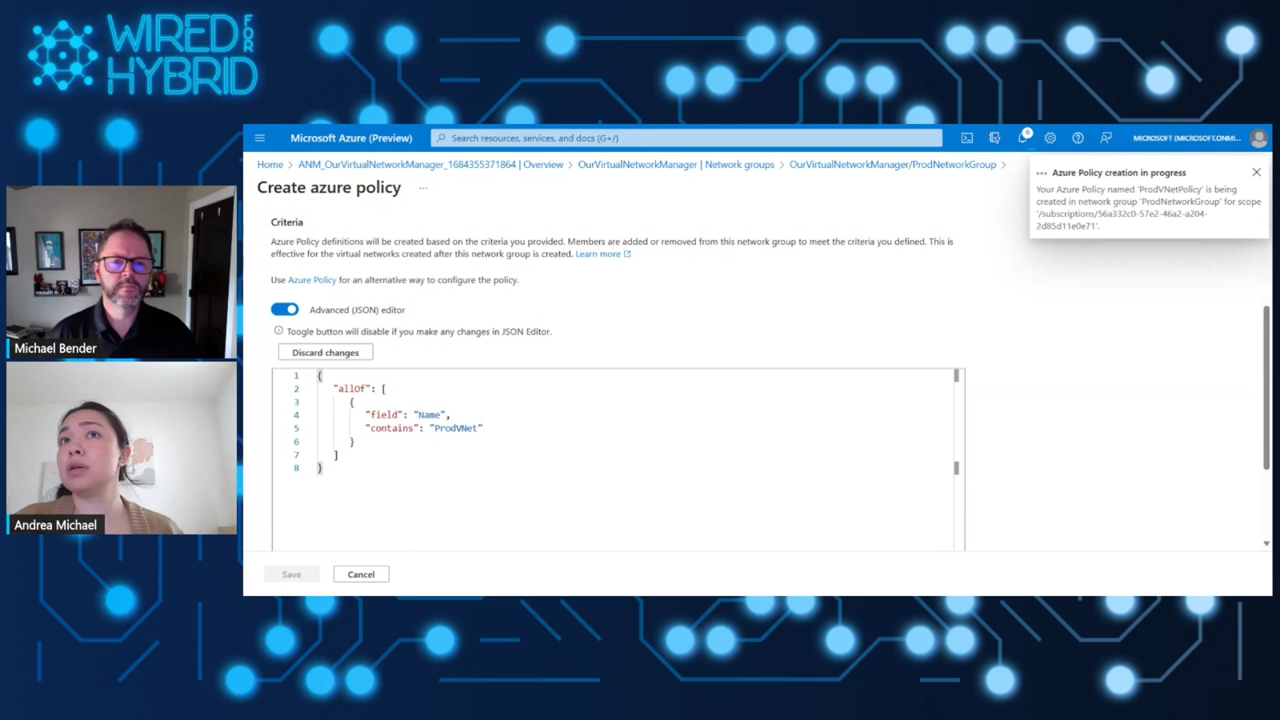 WIRED FOR
HYBRID
Microsoft Azure (Preview)
Search resources, services, and docs (G+/)
6
MICROSOFT (MICROSOFT.ONMI...
Home > ANM_OurVirtualNetworkManager_1684355371864 | Overview > OurVirtualNetworkManager | Network groups > OurVirtualNetworkManager/ProdNetworkGroup >
Create azure policy ...
Azure Policy creation in progress
Your Azure Policy named 'ProdVNetPolicy' is being
created in network group 'ProdNetworkGroup' for scope
'/subscriptions/56a332c0-57e2-46a2-a204-
2d85d11e0e71'.
Criteria
Azure Policy definitions will be created based on the criteria you provided. Members are added or removed from this network group to meet the criteria you defined. This is
effective for the virtual networks created after this network group is created. Learn more
Use Azure Policy for an alternative way to configure the policy.
Advanced (JSON) editor
Toogle button will disable if you make any changes in JSON Editor.
Discard changes
1 {
2 "allOf": [
3 {
4 "field": "Name",
5 "contains": "ProdVNet"
6 }
7 ]
8 }
Save
Cancel
Michael Bender
Andrea Michael